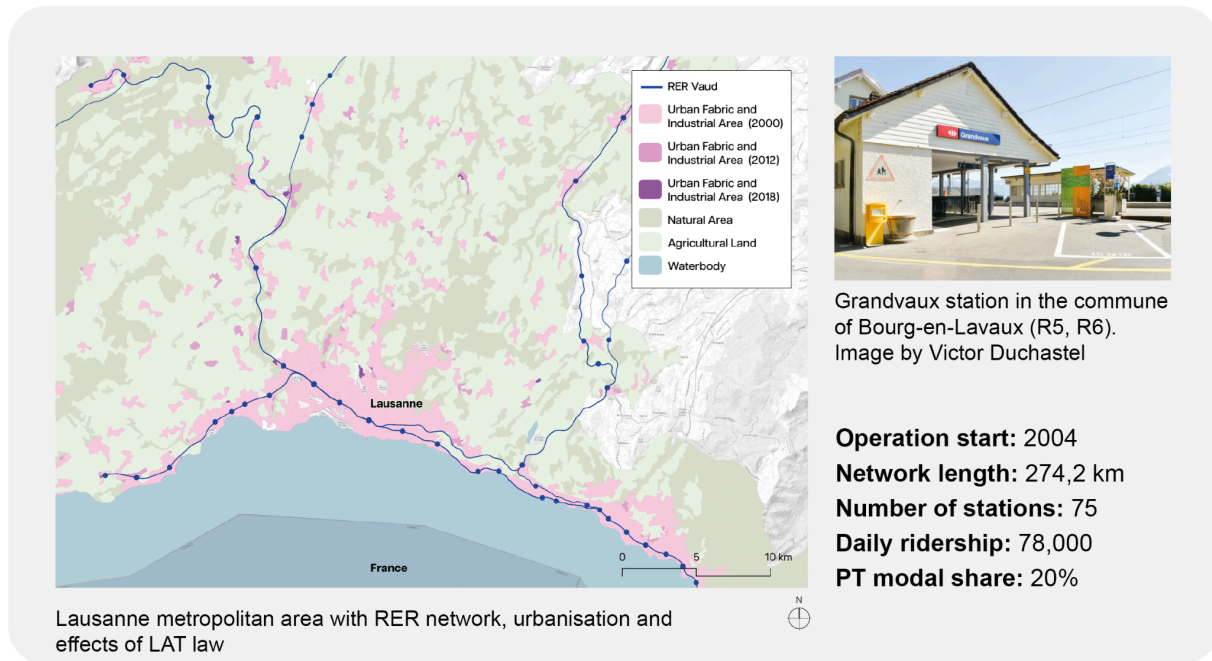 RER Vaud
Urban Fabric and
Industrial Area (2000)
Urban Fabric and
Industrial Area (2012)
Urban Fabric and
Industrial Area (2018)
Natural Area
Agricultural Land
Waterbody
Lausanne
France
0 5 10 km
N
Lausanne metropolitan area with RER network, urbanisation and
effects of LAT law
Grandvaux
Grandvaux station in the commune
of Bourg-en-Lavaux (R5, R6).
Image by Victor Duchastel
Operation start: 2004
Network length: 274,2 km
Number of stations: 75
Daily ridership: 78,000
PT modal share: 20%